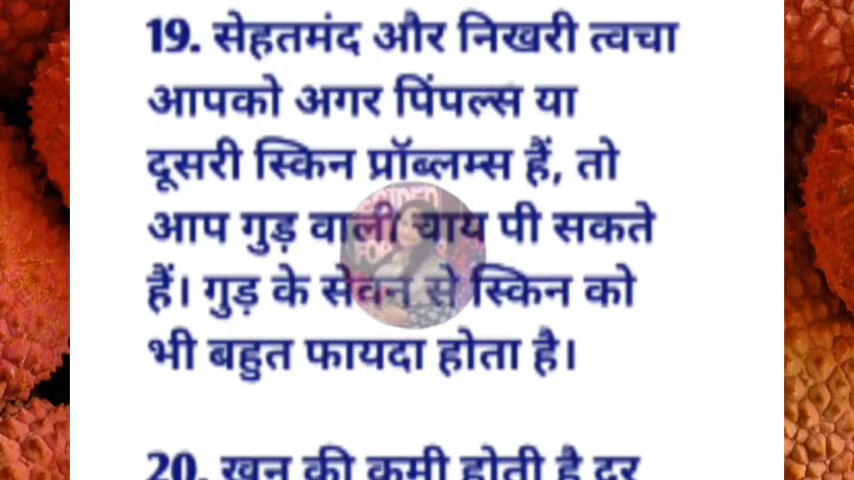 19. सेहतमंद और निखरी त्वचा
आपको अगर पिंपल्स या
दूसरी स्किन प्रॉब्लम्स हैं, तो
आप गुड़ वाली चाय पी सकते
हैं। गुड़ के सेवन से स्किन को
भी बहुत फायदा होता है।
20. खून की कमी होती है दूर